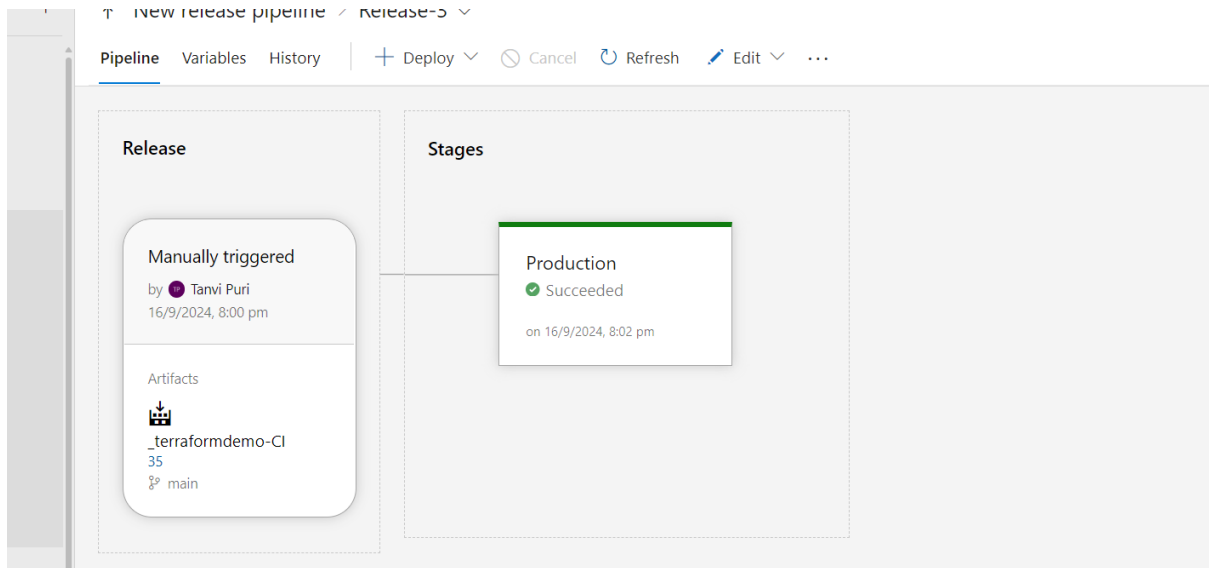 New release pipeline > Release-3
Pipeline Variables History Deploy Cancel Refresh Edit ...
Release
Manually triggered
by TP Tanvi Puri
16/9/2024, 8:00 pm
Artifacts
_terraformdemo-CI
35
main
Stages
Production
Succeeded
on 16/9/2024, 8:02 pm